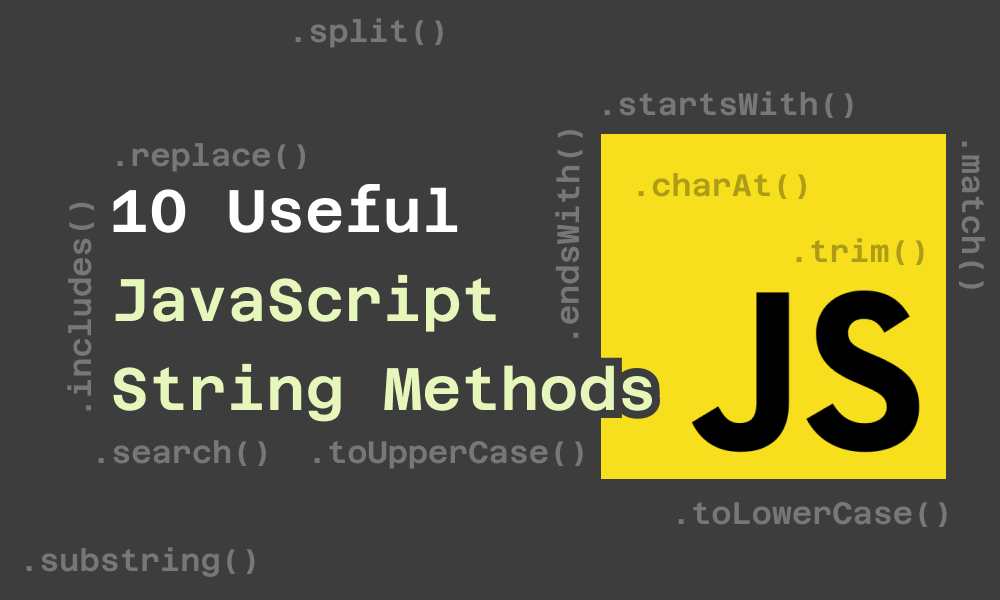 .split()
.startsWith()
.replace()
.includes()
10 Useful
JavaScript
String Methods
.endsWith()
.charAt()
.trim()
.match()
JS
.search()
.toUpperCase()
.toLowerCase()
.substring()